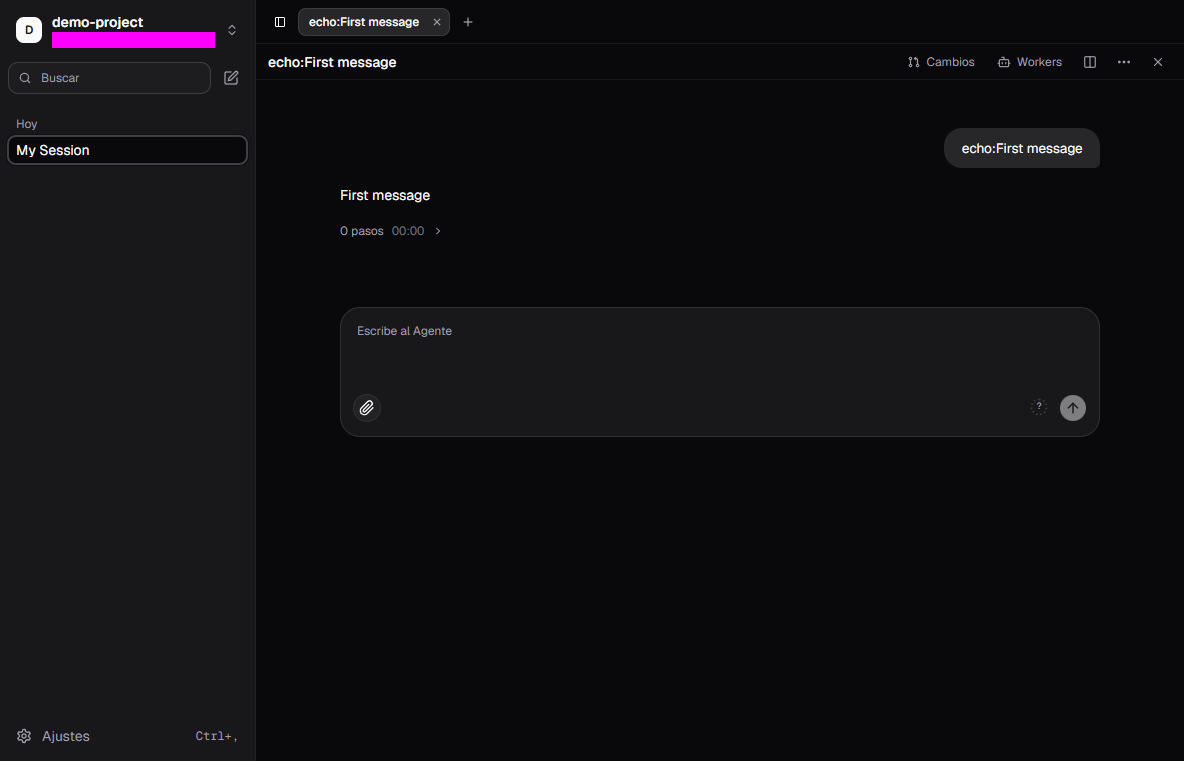 D
demo-project
Buscar
Hoy
My Session
Ajustes
Ctrl+,
echo:First message
echo:First message
Cambios
Workers
echo:First message
First message
0 pasos 00:00
Escribe al Agente
?